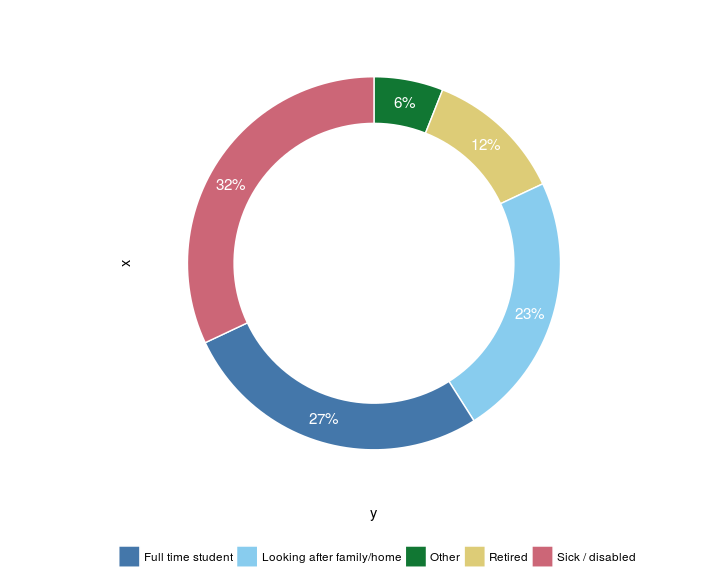 6%
12%
32%
x
23%
27%
y
Full time student Looking after family/home Other Retired Sick / disabled